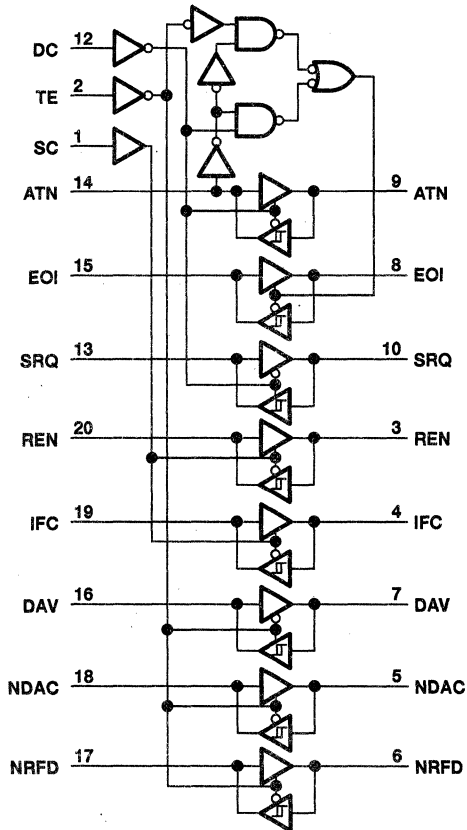 DC 12
TE 2
SC 1
ATN 14 9 ATN
EOI 15 8 EOI
SRQ 13 10 SRQ
REN 20 3 REN
IFC 19 4 IFC
DAV 16 7 DAV
NDAC 18 5 NDAC
NRFD 17 6 NRFD